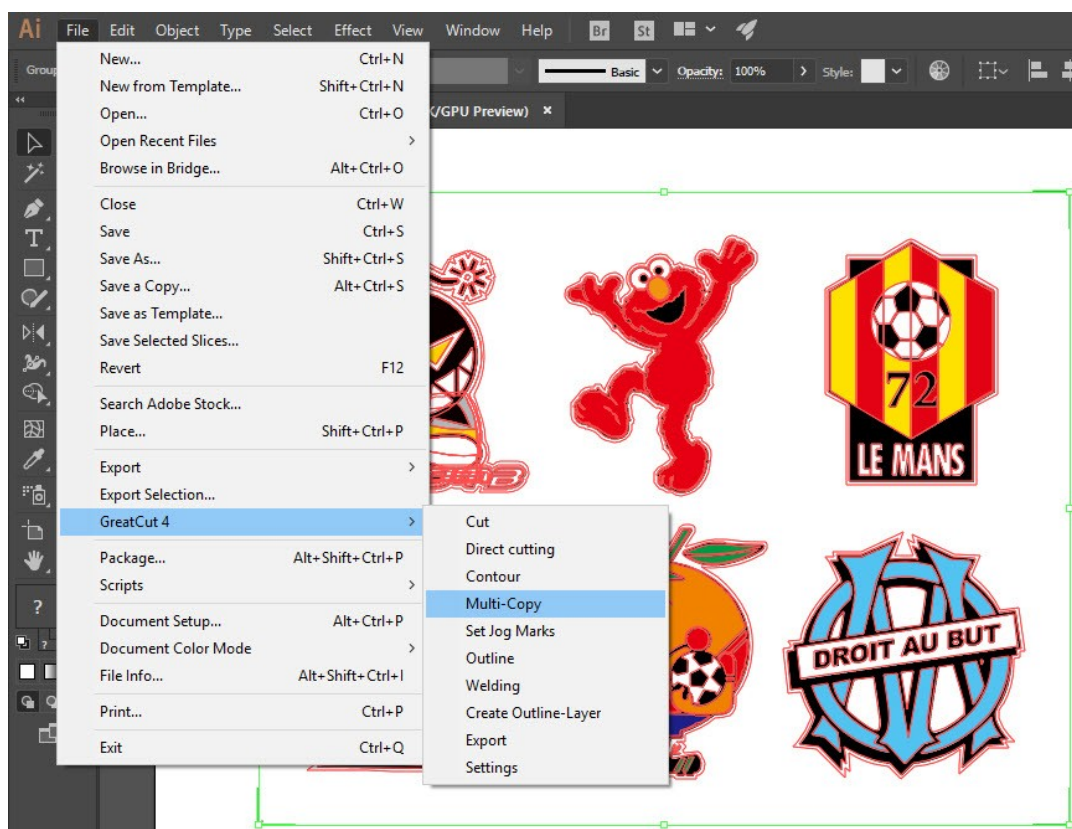 Ai File Edit Object Type Select Effect View Window Help Br St
Group Basic Opacity: 100% Style:
/GPU Preview) ×
New... Ctrl+N
New from Template... Shift+Ctrl+N
Open... Ctrl+O
Open Recent Files
Browse in Bridge... Alt+Ctrl+O
Close Ctrl+W
Save Ctrl+S
Save As... Shift+Ctrl+S
Save a Copy... Alt+Ctrl+S
Save as Template...
Save Selected Slices...
Revert F12
Search Adobe Stock...
Place... Shift+Ctrl+P
Export
Export Selection...
GreatCut 4
Package... Alt+Shift+Ctrl+P
Scripts
Document Setup... Alt+Ctrl+P
Document Color Mode
File Info... Alt+Shift+Ctrl+I
Print... Ctrl+P
Exit Ctrl+Q
Cut
Direct cutting
Contour
Multi-Copy
Set Jog Marks
Outline
Welding
Create Outline-Layer
Export
Settings
72
LE MANS
DROIT AU BUT